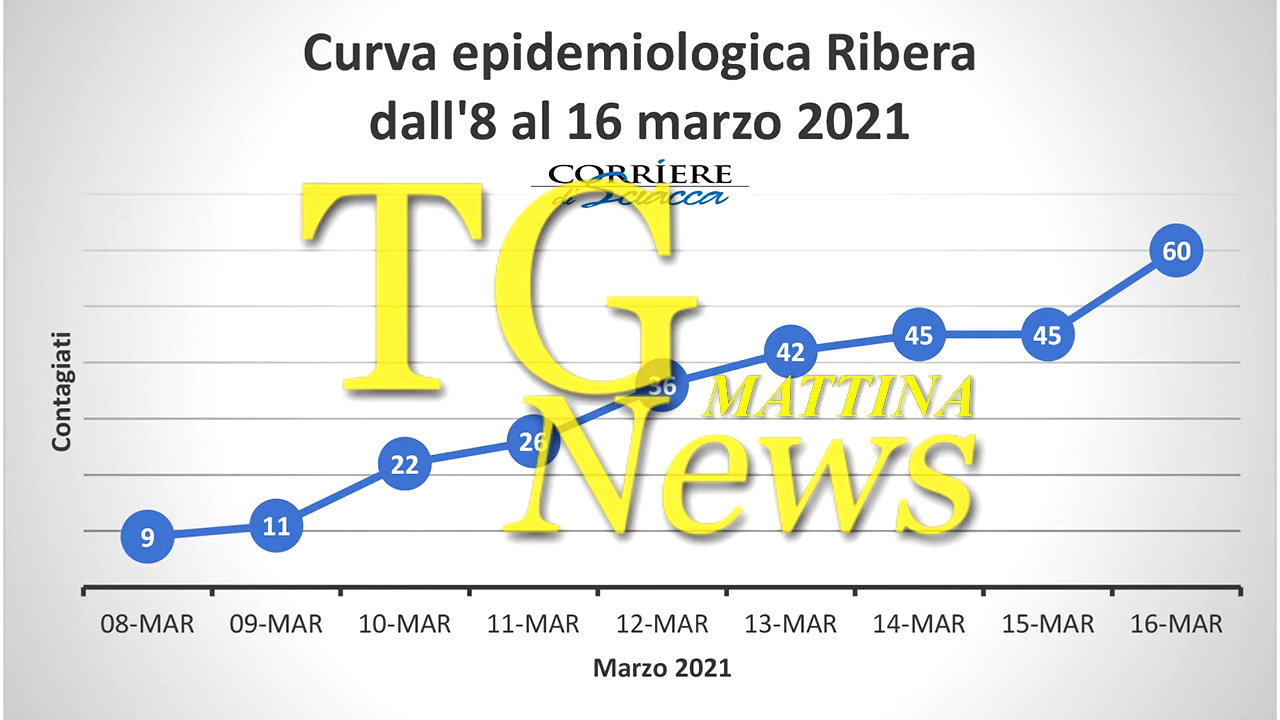 Curva epidemiologica Ribera
dall'8 al 16 marzo 2021
CORRIERE
di Sciacca
TG
MATTINA
News
Contagiati
9
11
22
26
36
42
45
45
60
08-MAR
09-MAR
10-MAR
11-MAR
12-MAR
13-MAR
14-MAR
15-MAR
16-MAR
Marzo 2021